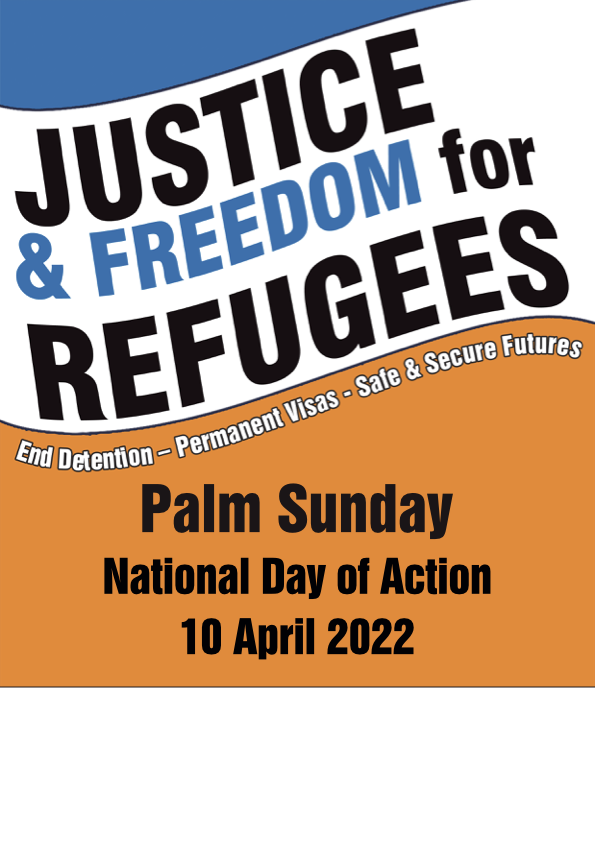 JUSTICE
& FREEDOM for
REFUGEES
End Detention – Permanent Visas - Safe & Secure Futures
Palm Sunday
National Day of Action
10 April 2022